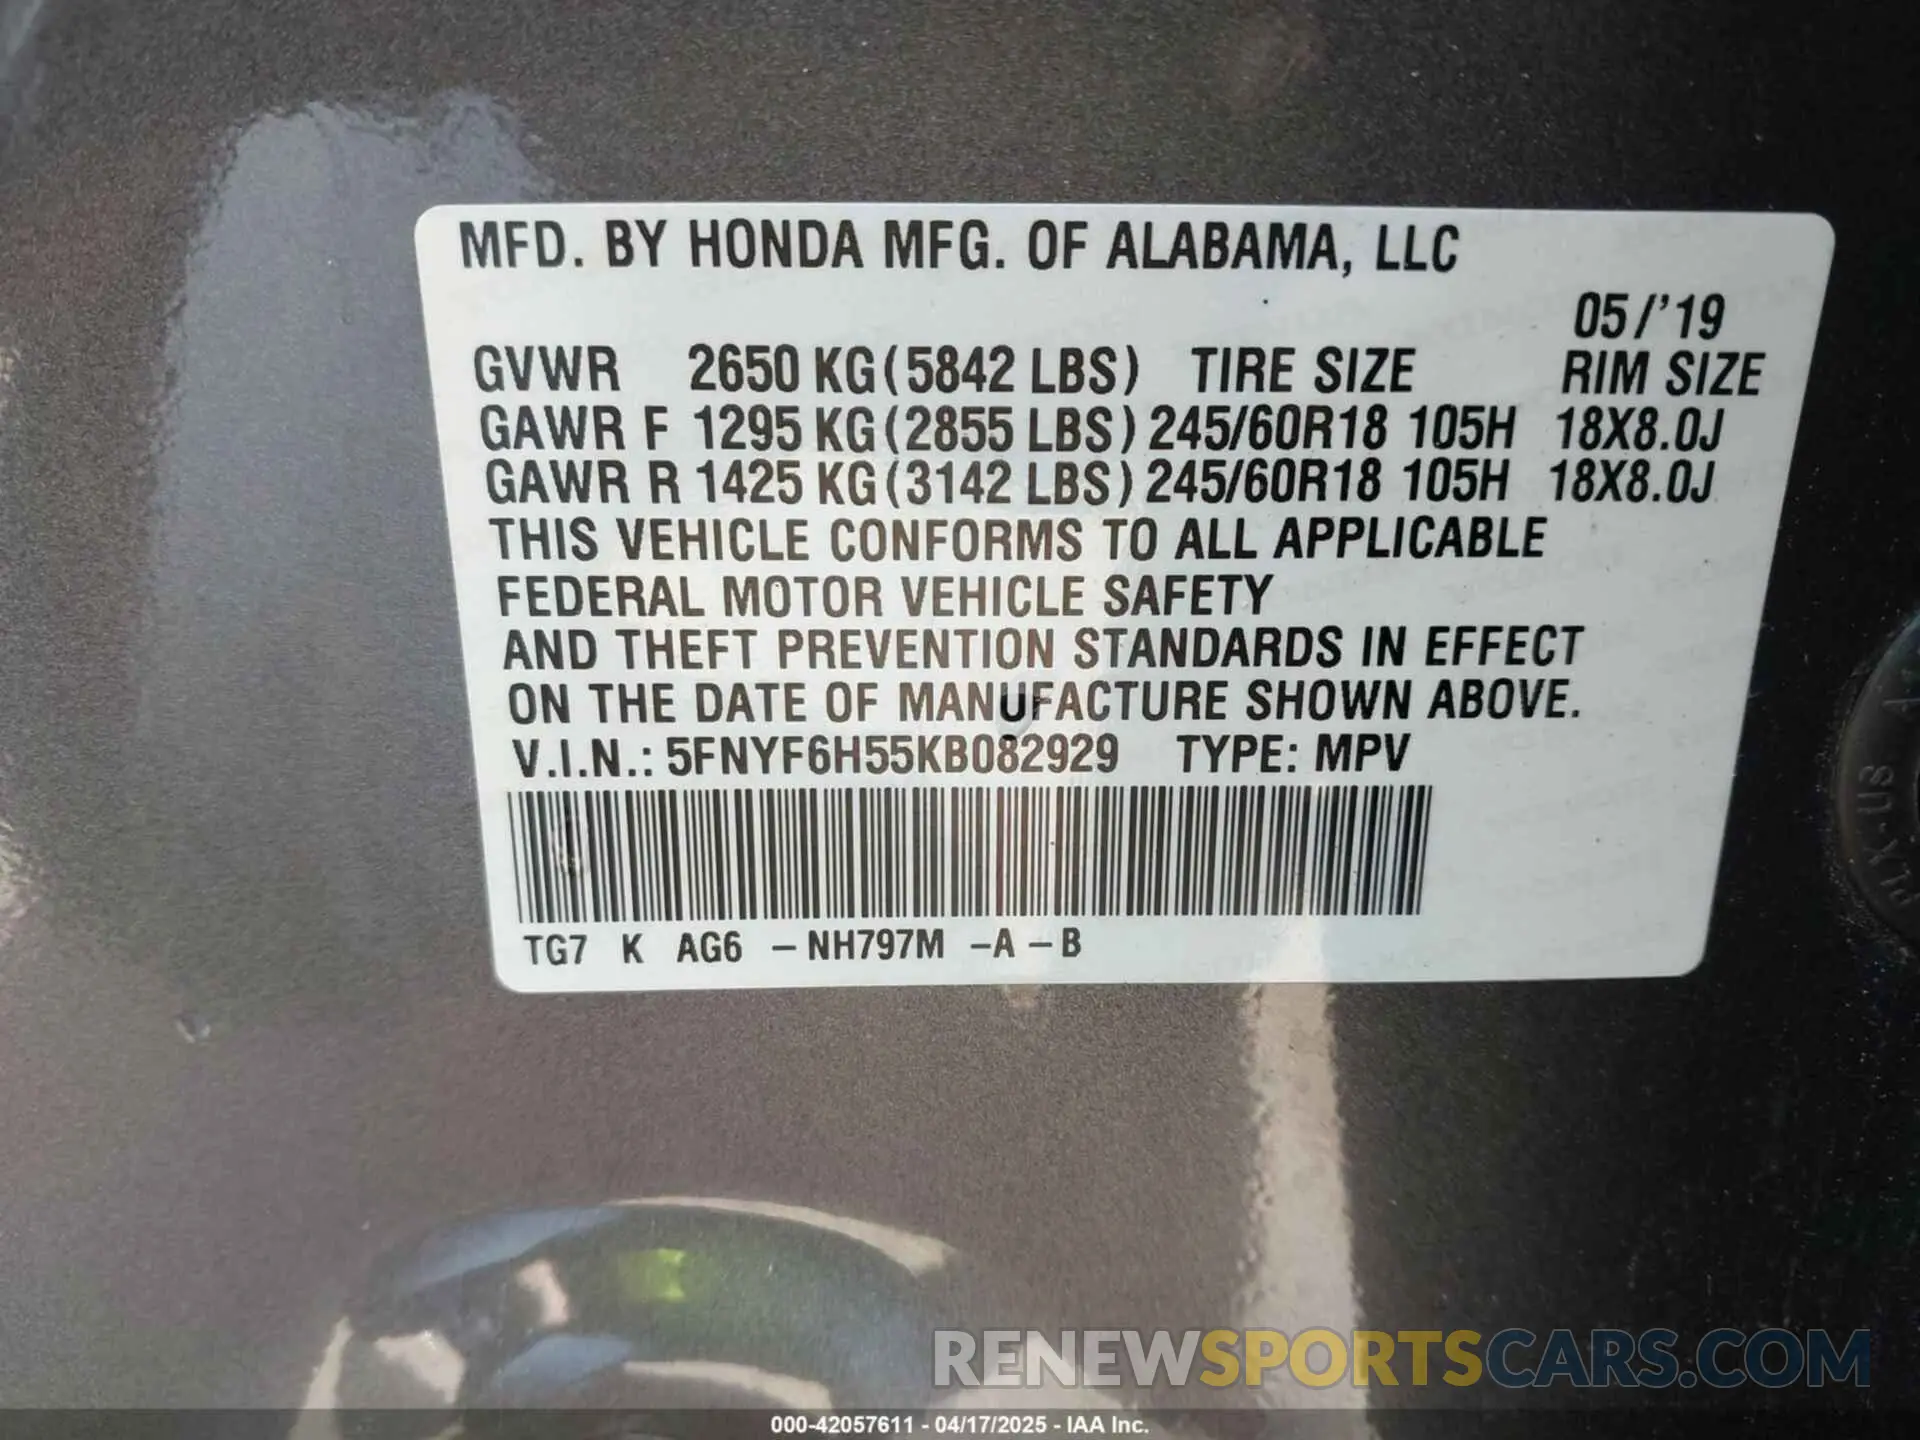 MFD. BY HONDA MFG. OF ALABAMA, LLC
05/'19
GVWR 2650 KG (5842 LBS) TIRE SIZE RIM SIZE
GAWR F 1295 KG (2855 LBS) 245/60R18 105H 18X8.0J
GAWR R 1425 KG (3142 LBS) 245/60R18 105H 18X8.0J
THIS VEHICLE CONFORMS TO ALL APPLICABLE
FEDERAL MOTOR VEHICLE SAFETY
AND THEFT PREVENTION STANDARDS IN EFFECT
ON THE DATE OF MANUFACTURE SHOWN ABOVE.
V.I.N.: 5FNYF6H55KB082929 TYPE: MPV
TG7 K AG6 -NH797M -A -B
PLX-US
RENEWSPORTSCARS.COM
000-42057611 - 04/17/2025 - IAA Inc.